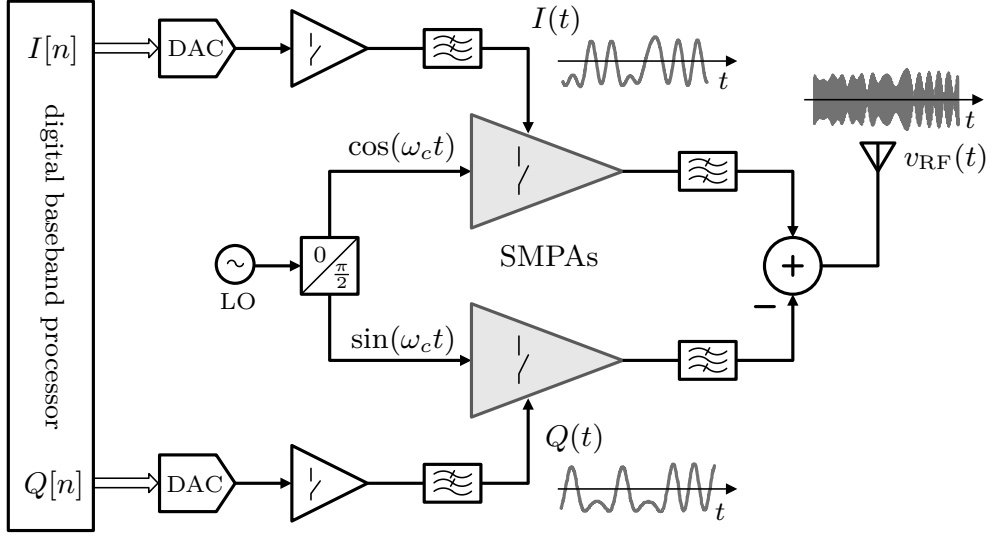 I[n]
DAC
I(t)
t
digital baseband processor
cos(ω_c t)
t
v_RF(t)
~
LO
0
π/2
SMPAs
+
−
sin(ω_c t)
Q(t)
Q[n]
DAC
t